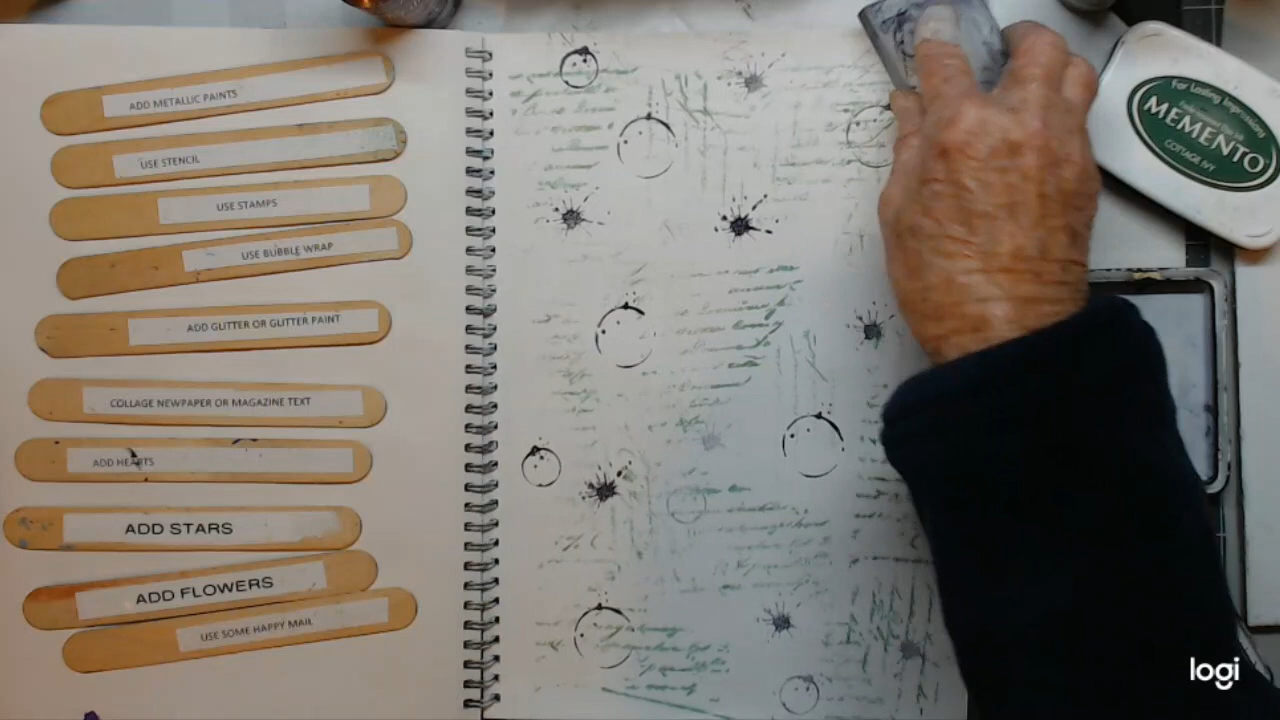 ADD METALLIC PAINTS
USE STENCIL
USE STAMPS
USE BUBBLE WRAP
ADD GLITTER OR GLITTER PAINT
COLLAGE NEWPAPER OR MAGAZINE TEXT
ADD HEARTS
ADD STARS
ADD FLOWERS
USE SOME HAPPY MAIL
For Lasting Impressions
MEMENTO
COTTAGE IVY
logi